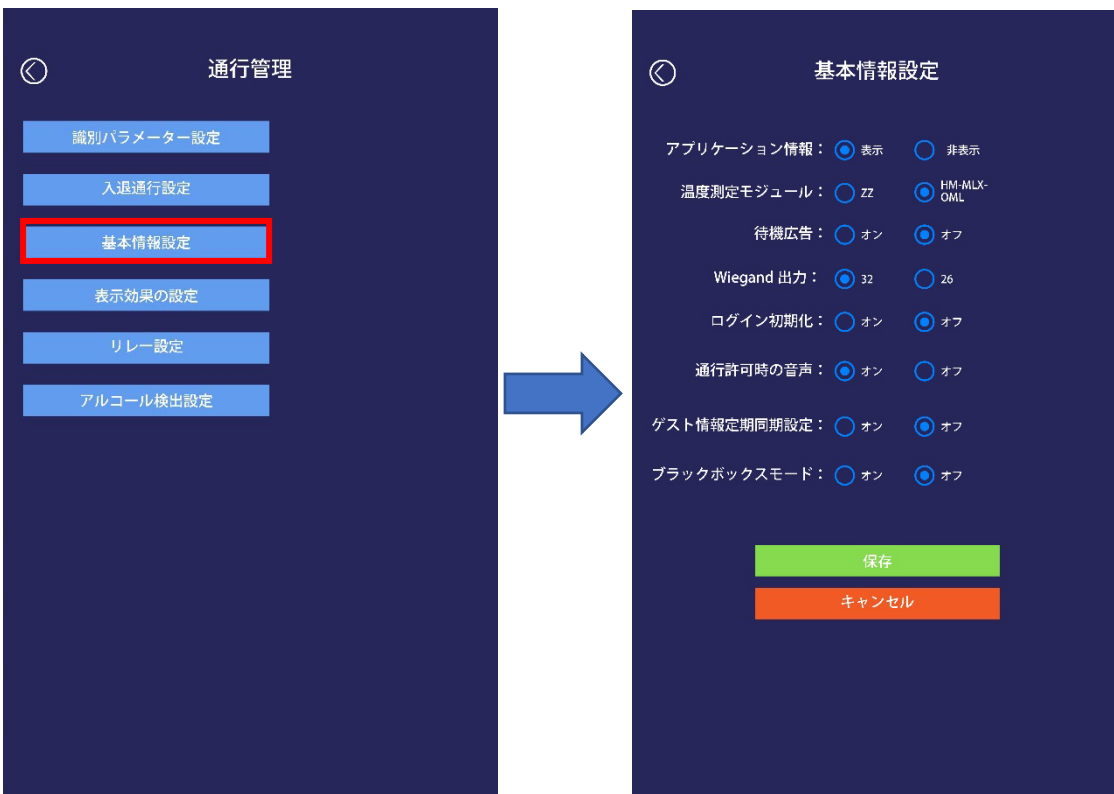 通行管理
識別パラメーター設定
入退通行設定
基本情報設定
表示効果の設定
リレー設定
アルコール検出設定
基本情報設定
アプリケーション情報： 表示 非表示
温度測定モジュール： ZZ HM-MLX-
OML
待機広告： オン オフ
Wiegand 出力： 32 26
ログイン初期化： オン オフ
通行許可時の音声： オン オフ
ゲスト情報定期同期設定： オン オフ
ブラックボックスモード： オン オフ
保存
キャンセル